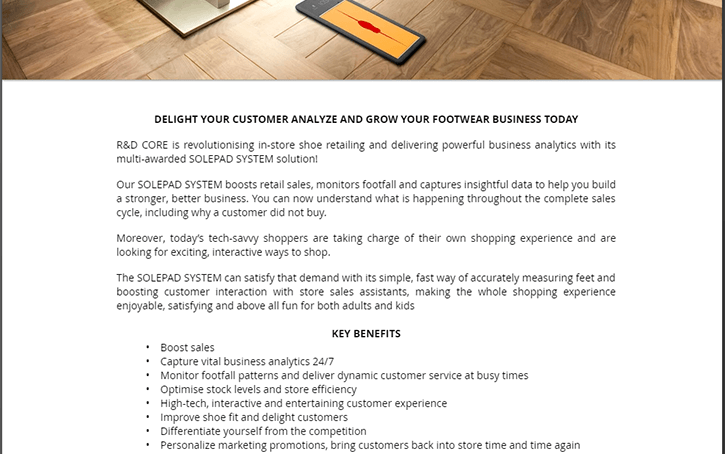 DELIGHT YOUR CUSTOMER ANALYZE AND GROW YOUR FOOTWEAR BUSINESS TODAY
R&D CORE is revolutionising in-store shoe retailing and delivering powerful business analytics with its
multi-awarded SOLEPAD SYSTEM solution!
Our SOLEPAD SYSTEM boosts retail sales, monitors footfall and captures insightful data to help you build
a stronger, better business. You can now understand what is happening throughout the complete sales
cycle, including why a customer did not buy.
Moreover, today's tech-savvy shoppers are taking charge of their own shopping experience and are
looking for exciting, interactive ways to shop.
The SOLEPAD SYSTEM can satisfy that demand with its simple, fast way of accurately measuring feet and
boosting customer interaction with store sales assistants, making the whole shopping experience
enjoyable, satisfying and above all fun for both adults and kids
KEY BENEFITS
• Boost sales
• Capture vital business analytics 24/7
• Monitor footfall patterns and deliver dynamic customer service at busy times
• Optimise stock levels and store efficiency
• High-tech, interactive and entertaining customer experience
• Improve shoe fit and delight customers
• Differentiate yourself from the competition
• Personalize marketing promotions, bring customers back into store time and time again